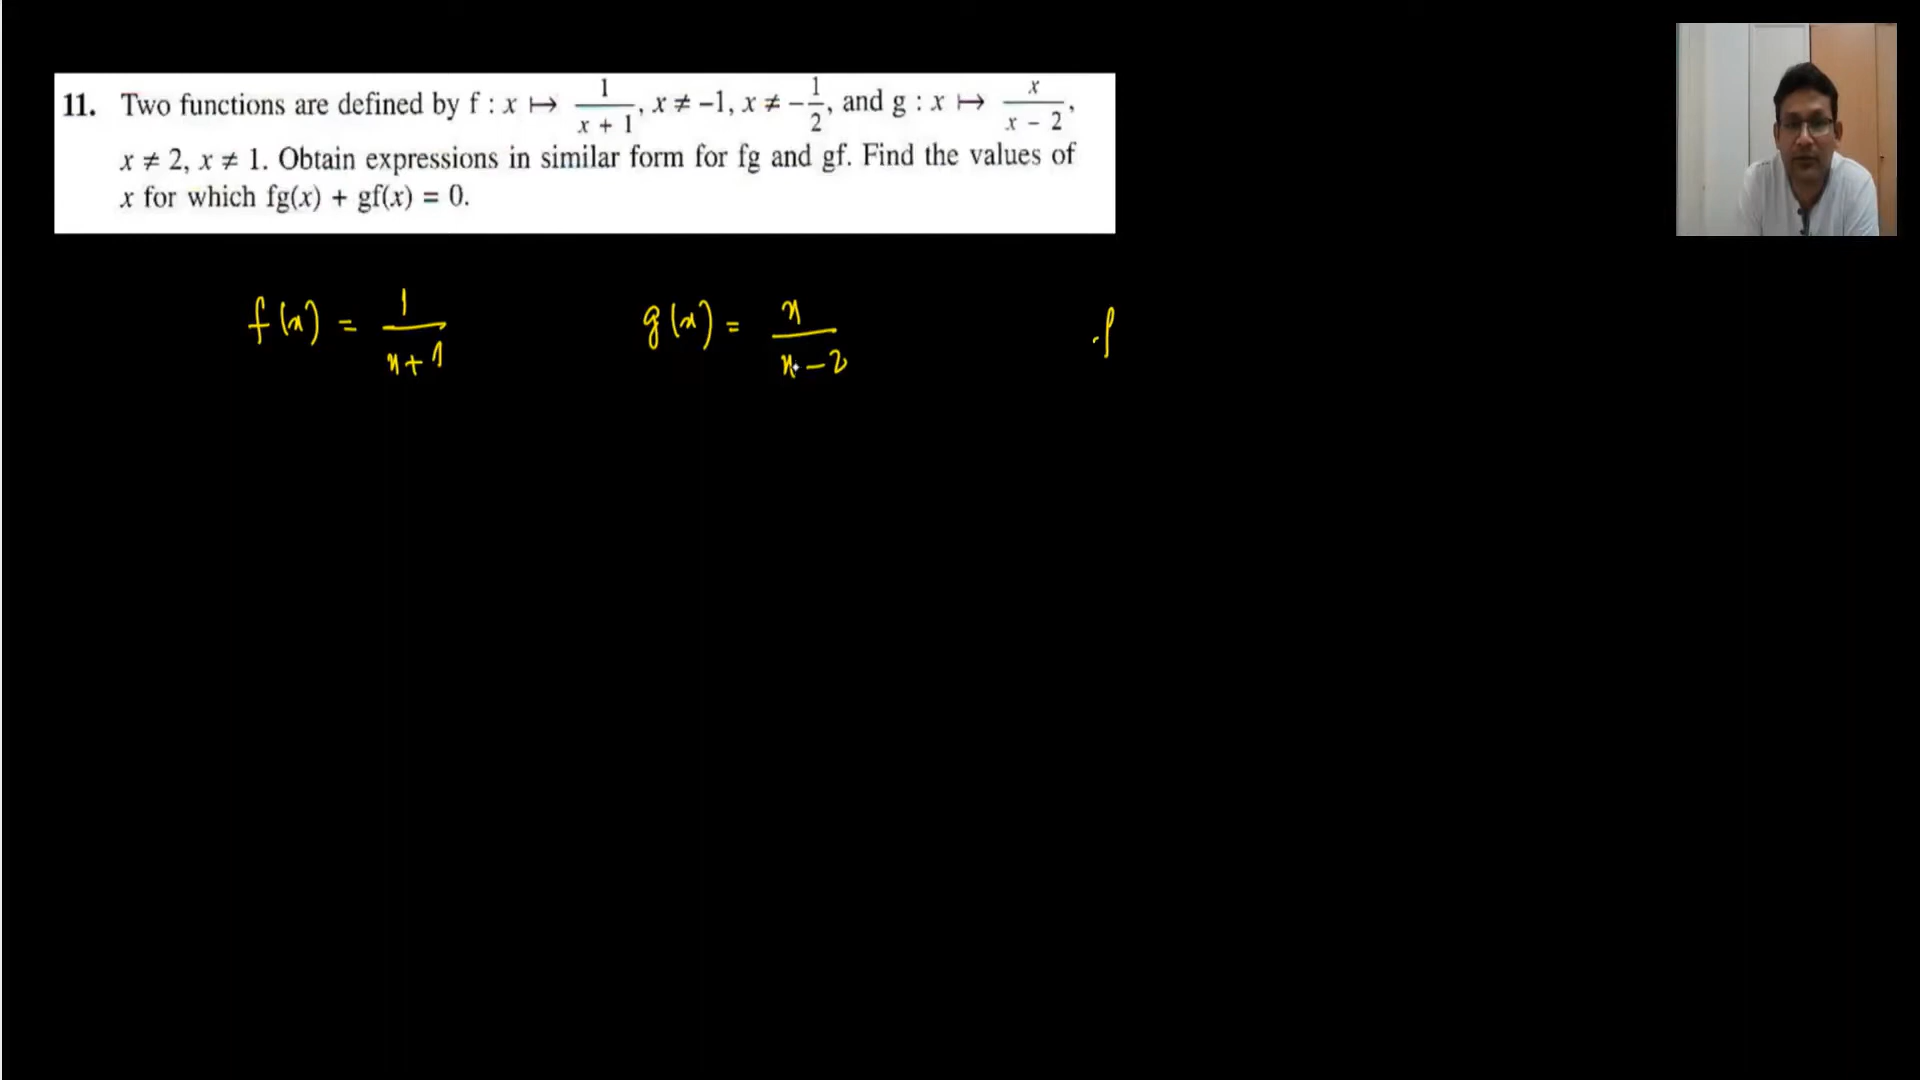 11. Two functions are defined by f : x ↦ 1/(x + 1), x ≠ −1, x ≠ −1/2, and g : x ↦ x/(x − 2),
x ≠ 2, x ≠ 1. Obtain expressions in similar form for fg and gf. Find the values of
x for which fg(x) + gf(x) = 0.
f(x) = 1/(x+1) g(x) = x/(x−2) f